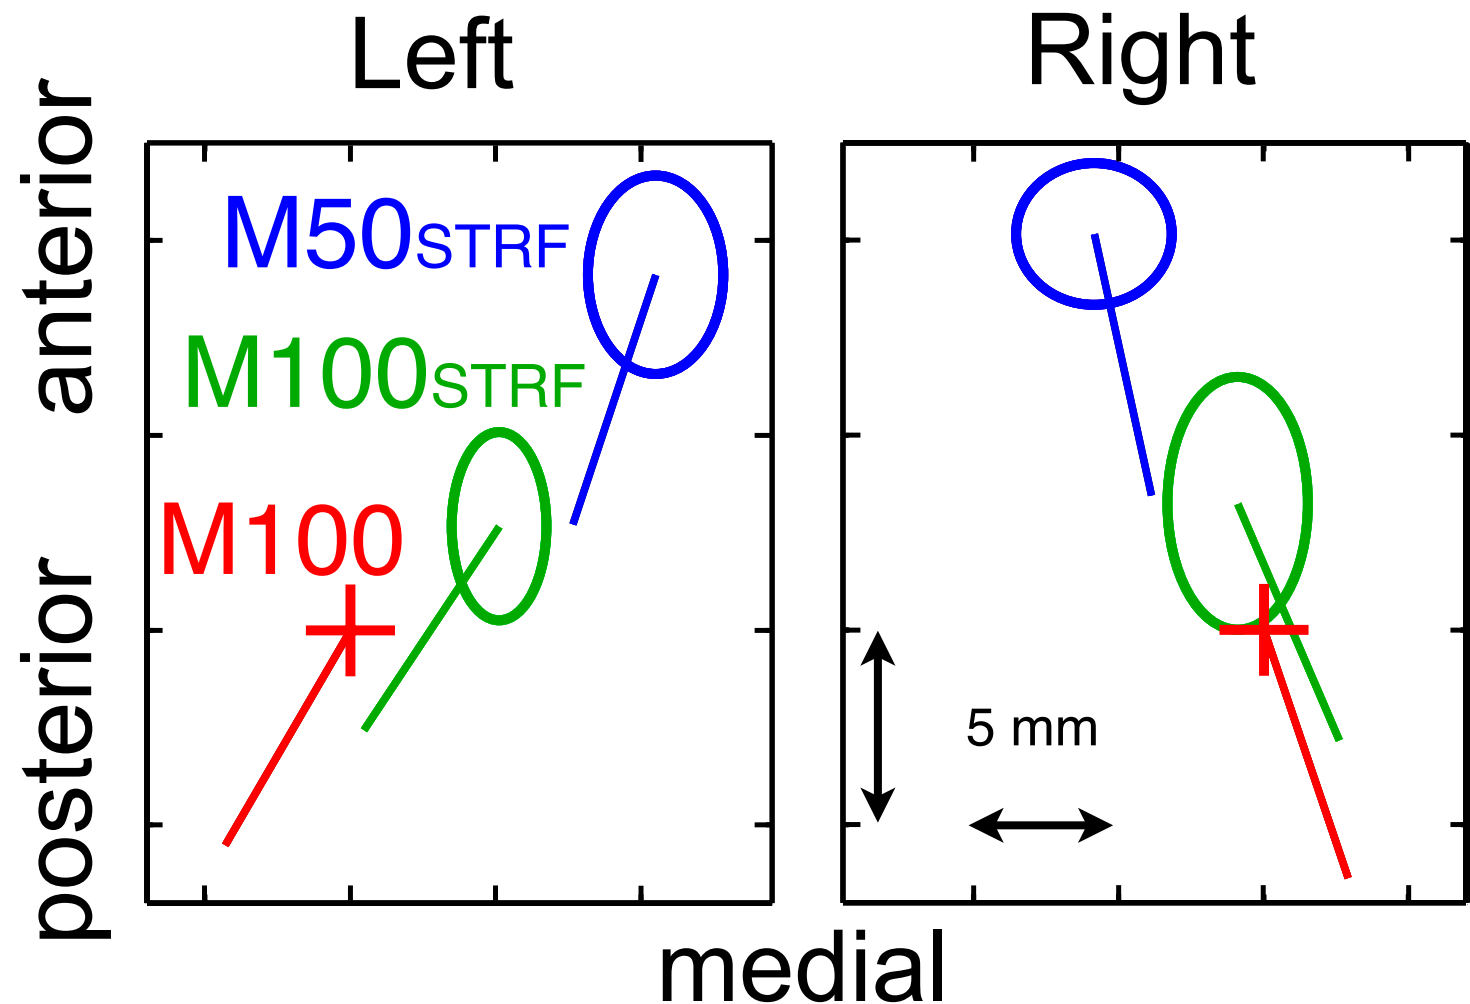 Left
Right
anterior
posterior
M50STRF
M100STRF
M100
5 mm
medial